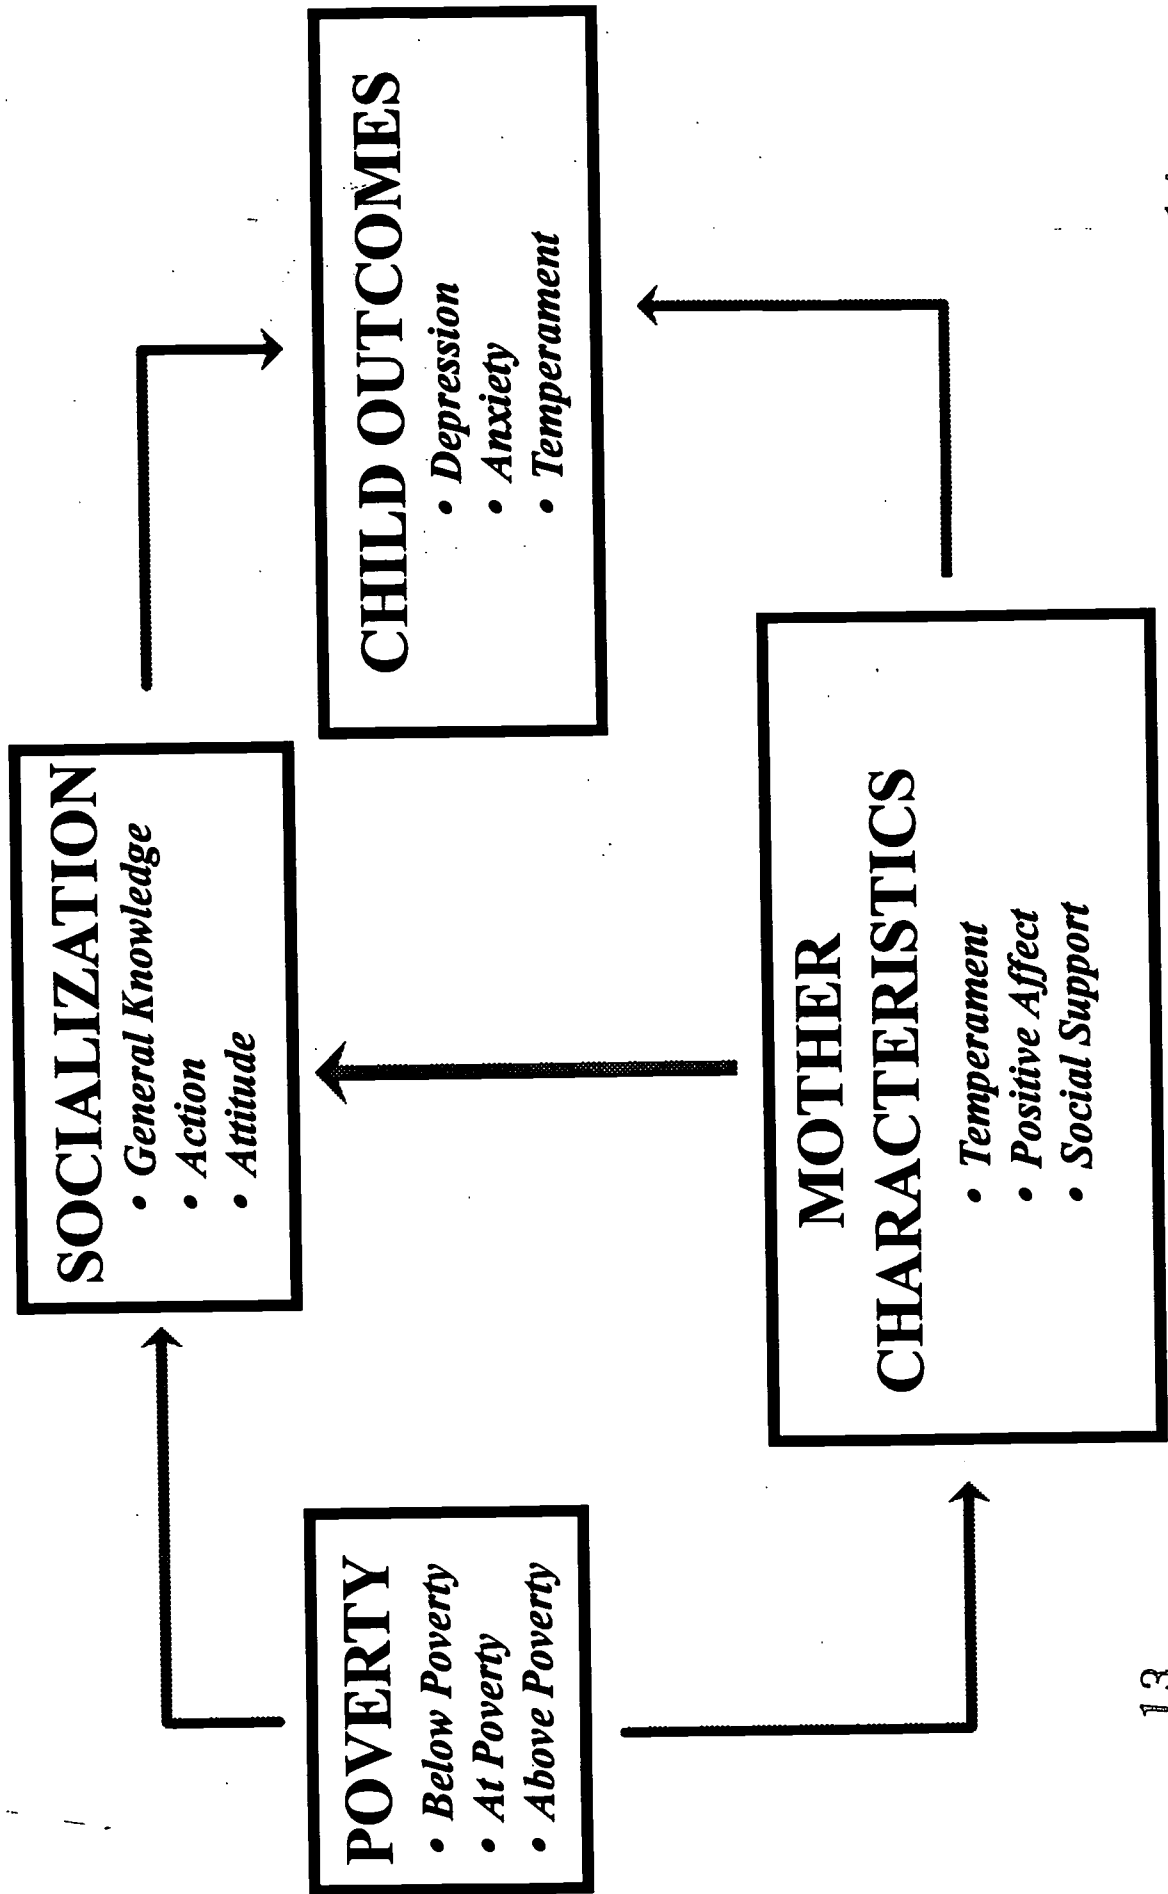 POVERTY
• Below Poverty
• At Poverty
• Above Poverty
SOCIALIZATION
• General Knowledge
• Action
• Attitude
MOTHER
CHARACTERISTICS
• Temperament
• Positive Affect
• Social Support
CHILD OUTCOMES
• Depression
• Anxiety
• Temperament
13